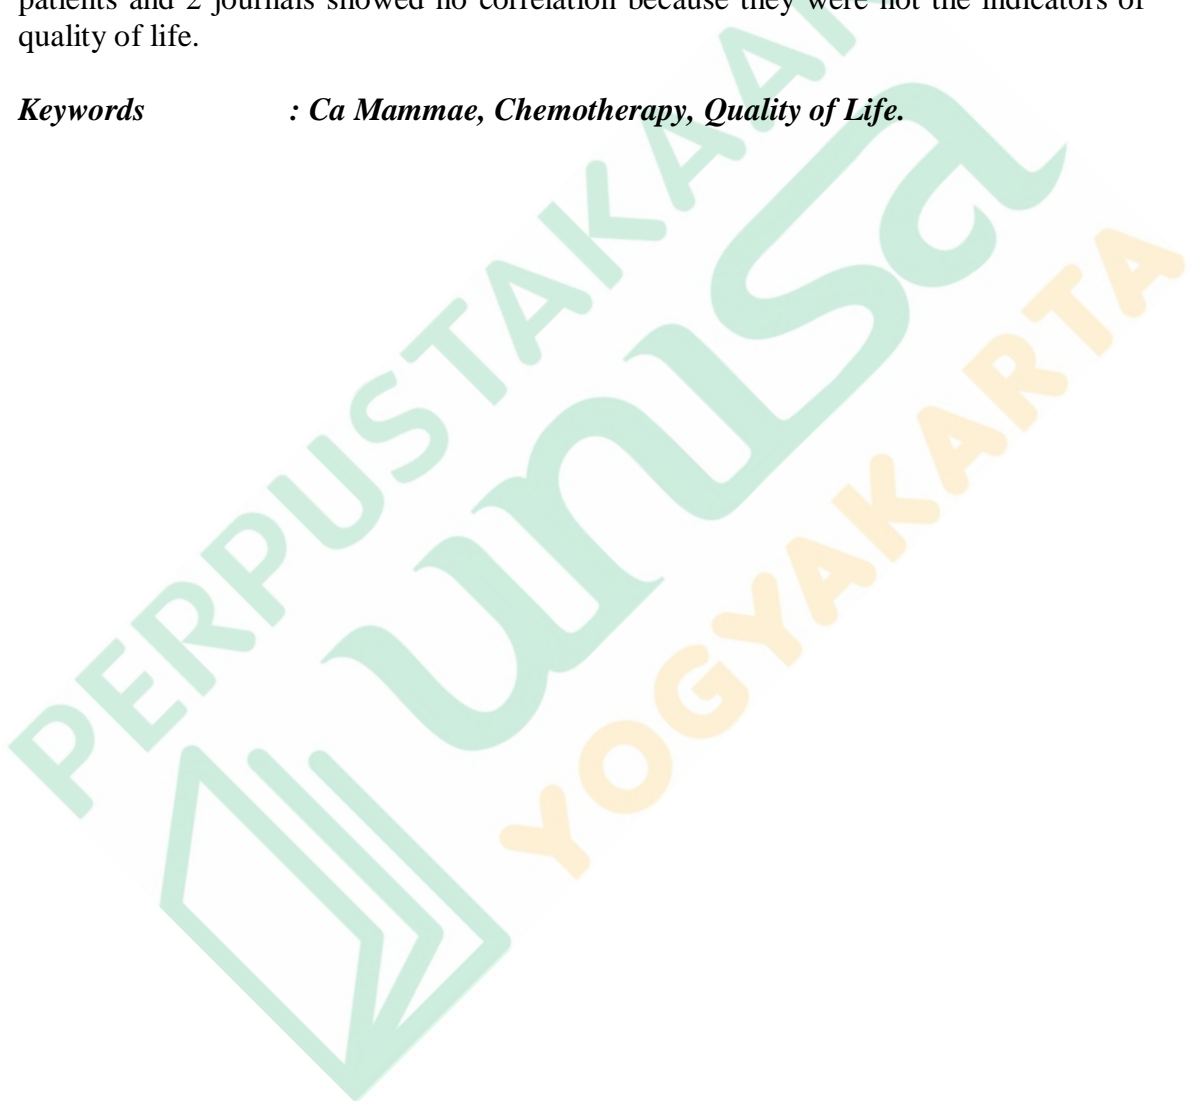 patients and 2 journals showed no correlation because they were not the indicators of
quality of life.
Keywords : Ca Mammae, Chemotherapy, Quality of Life.
PERPUSTAKAAN
unisa
YOGYAKARTA